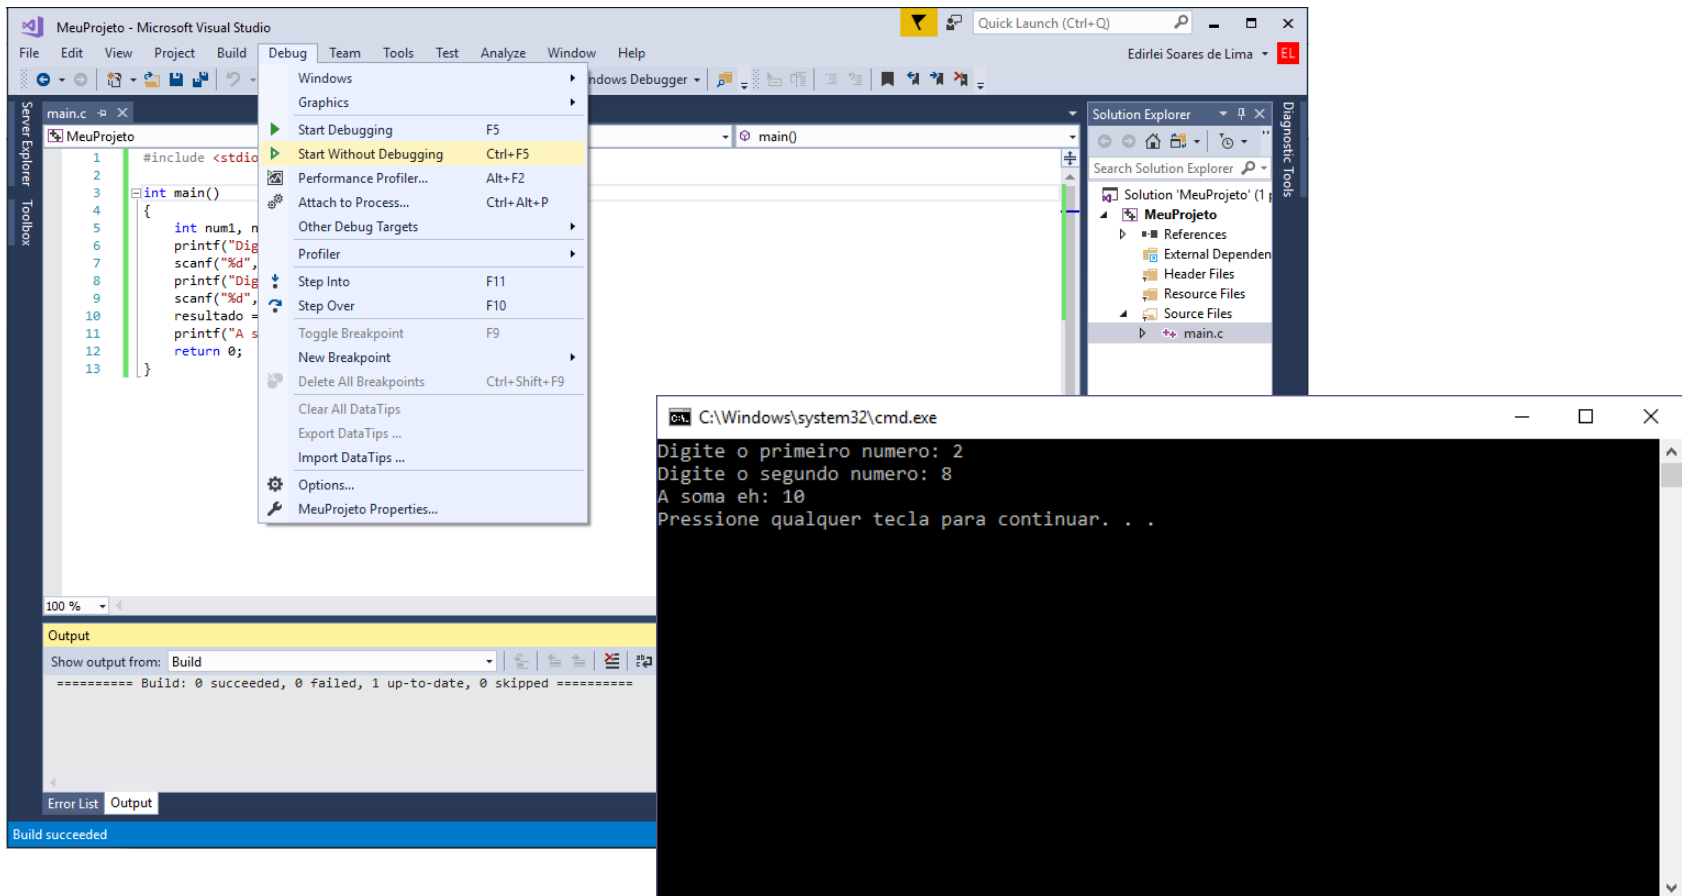 MeuProjeto - Microsoft Visual Studio
Quick Launch (Ctrl+Q)
File Edit View Project Build Debug Team Tools Test Analyze Window Help
Edirlei Soares de Lima
EL
ndows Debugger
Server Explorer
Toolbox
main.c
MeuProjeto
main()
1 #include <stdio
2
3 int main()
4 {
5 int num1, n
6 printf("Dig
7 scanf("%d",
8 printf("Dig
9 scanf("%d",
10 resultado =
11 printf("A s
12 return 0;
13 }
Windows
Graphics
Start Debugging F5
Start Without Debugging Ctrl+F5
Performance Profiler... Alt+F2
Attach to Process... Ctrl+Alt+P
Other Debug Targets
Profiler
Step Into F11
Step Over F10
Toggle Breakpoint F9
New Breakpoint
Delete All Breakpoints Ctrl+Shift+F9
Clear All DataTips
Export DataTips ...
Import DataTips ...
Options...
MeuProjeto Properties...
Solution Explorer
Search Solution Explorer
Solution 'MeuProjeto' (1 p
MeuProjeto
References
External Dependen
Header Files
Resource Files
Source Files
main.c
Diagnostic Tools
100 %
Output
Show output from: Build
========== Build: 0 succeeded, 0 failed, 1 up-to-date, 0 skipped ==========
Error List Output
Build succeeded
C:\Windows\system32\cmd.exe
Digite o primeiro numero: 2
Digite o segundo numero: 8
A soma eh: 10
Pressione qualquer tecla para continuar. . .